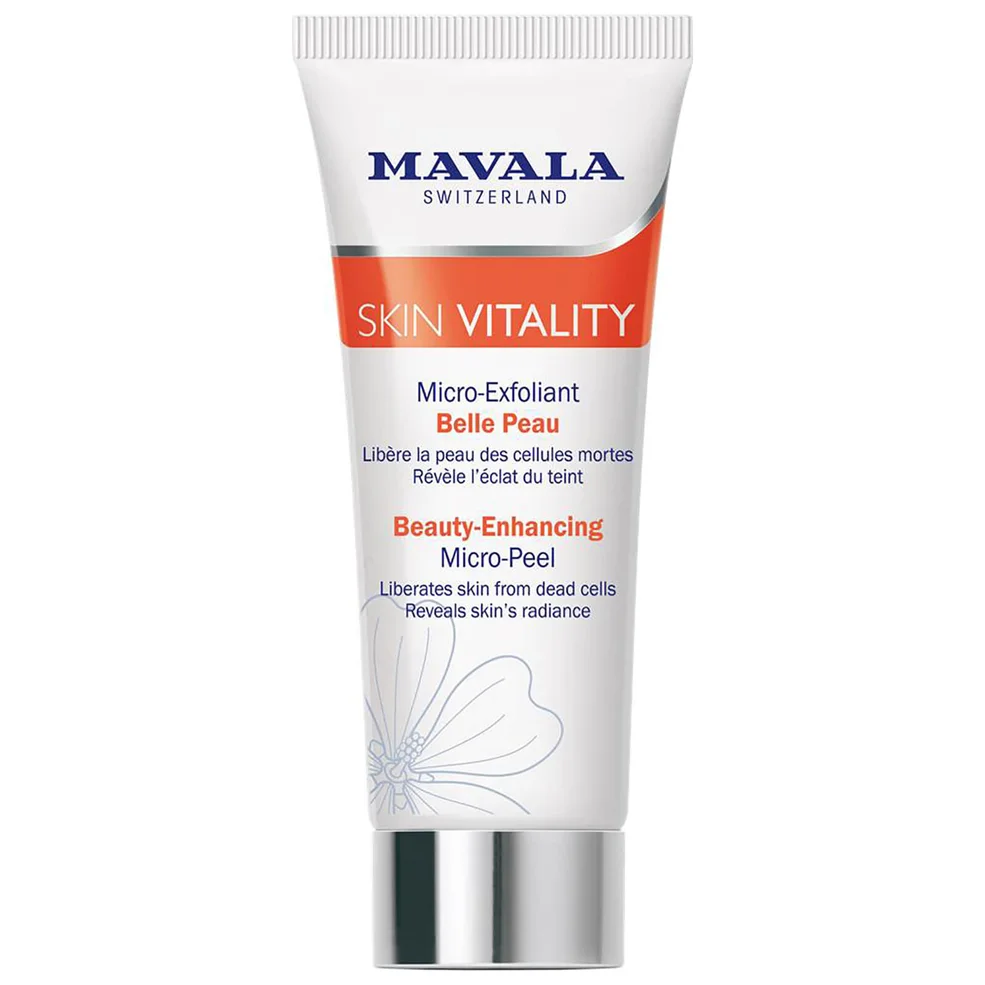 MAVALA
SWITZERLAND
SKIN VITALITY
Micro-Exfoliant
Belle Peau
Libère la peau des cellules mortes
Révèle l'éclat du teint
Beauty-Enhancing
Micro-Peel
Liberates skin from dead cells
Reveals skin's radiance